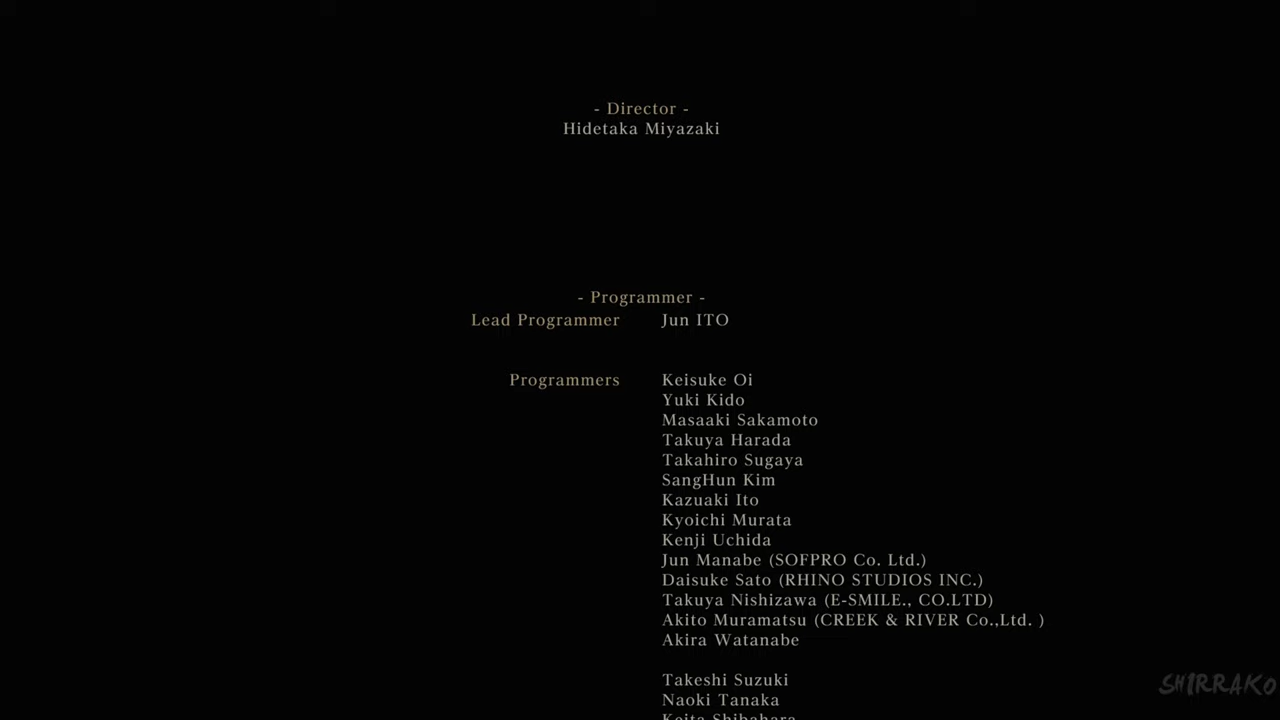 - Director -
Hidetaka Miyazaki
- Programmer -
Lead Programmer Jun ITO
Programmers Keisuke Oi
Yuki Kido
Masaaki Sakamoto
Takuya Harada
Takahiro Sugaya
SangHun Kim
Kazuaki Ito
Kyoichi Murata
Kenji Uchida
Jun Manabe (SOFPRO Co. Ltd.)
Daisuke Sato (RHINO STUDIOS INC.)
Takuya Nishizawa (E-SMILE., CO.LTD)
Akito Muramatsu (CREEK & RIVER Co.,Ltd. )
Akira Watanabe
Takeshi Suzuki
Naoki Tanaka
Keita Shibahara
SHIRRAKO